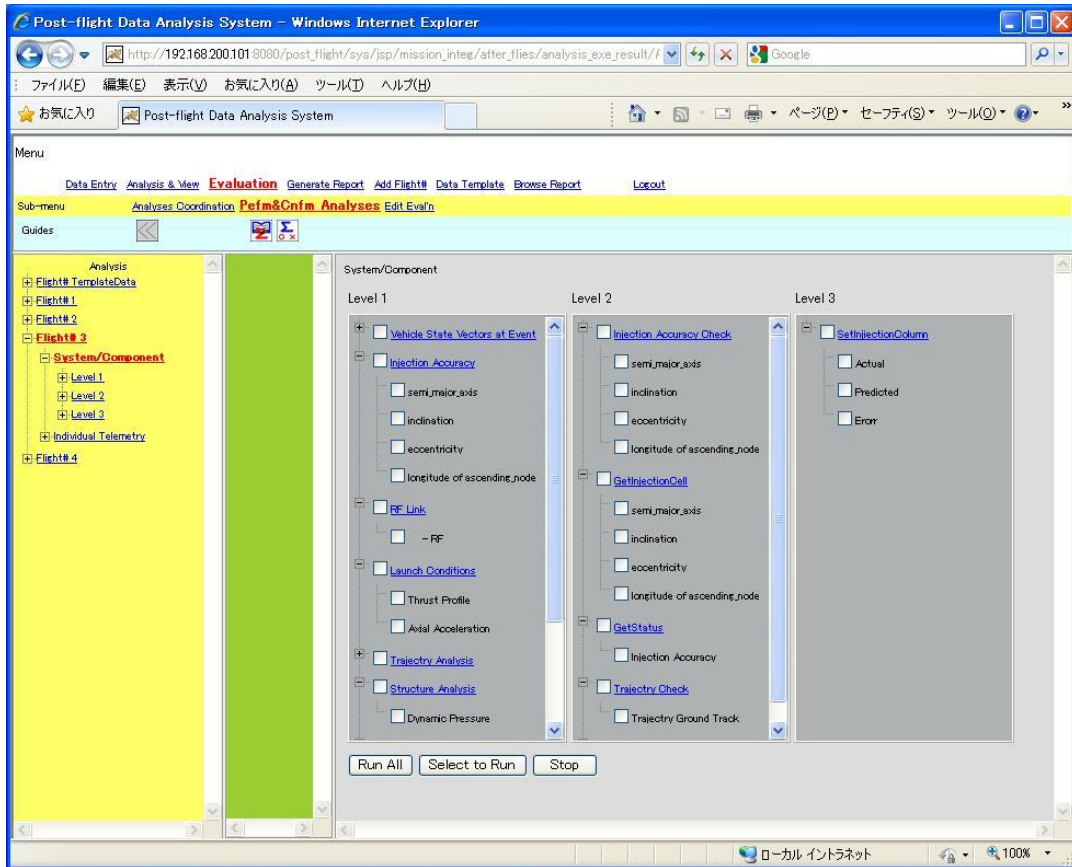 Post-flight Data Analysis System - Windows Internet Explorer
http://192.168.200.101:8080/post_flight/sys/jsp/mission_integ/after_flies/analysis_exe_result/
Google
ファイル(F) 編集(E) 表示(V) お気に入り(A) ツール(T) ヘルプ(H)
お気に入り Post-flight Data Analysis System ページ(P) セーフティ(S) ツール(O) »
Menu
Data Entry Analysis & View Evaluation Generate Report Add Flight# Data Template Browse Report Logout
Sub-menu Analyses Coordination Pefm&Cnfm Analyses Edit Eval'n
Guides
Analysis
Flight# TemplateData
Flight# 1
Flight# 2
Flight# 3
System/Component
Level 1
Level 2
Level 3
Individual Telemetry
Flight# 4
System/Component
Level 1
Vehicle State Vectors at Event
Injection Accuracy
semi_major_axis
inclination
eccentricity
longitude of ascending_node
RF Link
- RF
Launch Conditions
Thrust Profile
Axial Acceleration
Trajectry Analysis
Structure Analysis
Dynamic Pressure
Level 2
Injection Accuracy Check
semi_major_axis
inclination
eccentricity
longitude of ascending_node
GetInjectionCell
semi_major_axis
inclination
eccentricity
longitude of ascending_node
GetStatus
Injection Accuracy
Trajectry Check
Trajectry Ground Track
Level 3
SetInjiectionColumn
Actual
Predicted
Erorr
Run All Select to Run Stop
ローカル イントラネット 100%